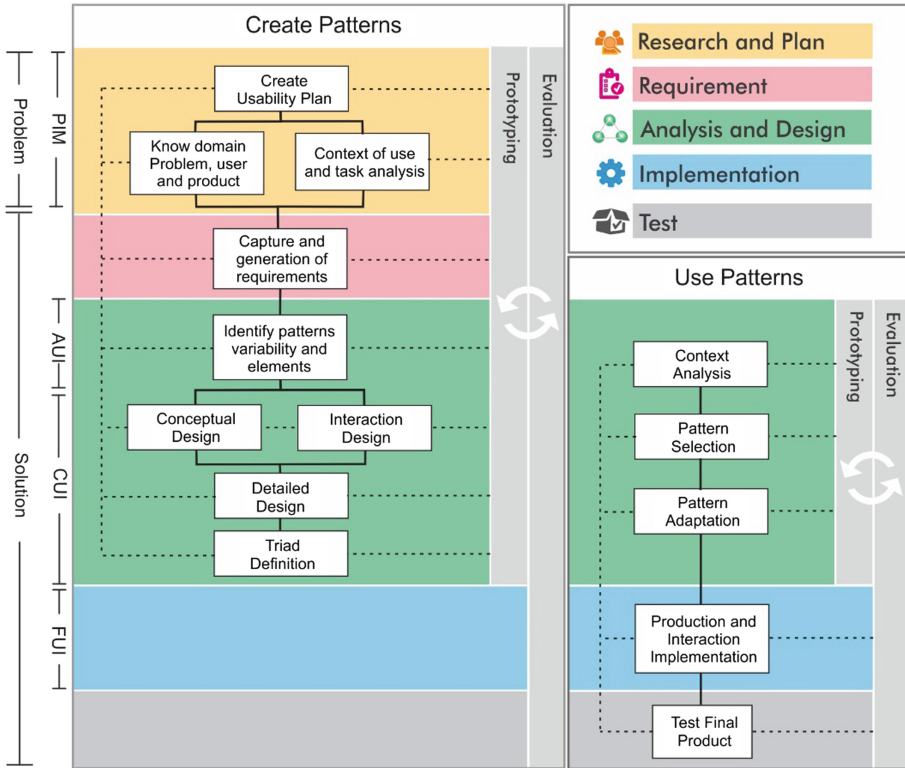 Create Patterns
Problem
PIM
Solution
AUI
CUI
FUI
Create
Usability Plan
Know domain
Problem, user
and product
Context of use
and task analysis
Capture and
generation of
requirements
Identify patterns
variability and
elements
Conceptual
Design
Interaction
Design
Detailed
Design
Triad
Definition
Prototyping
Evaluation
Research and Plan
Requirement
Analysis and Design
Implementation
Test
Use Patterns
Context
Analysis
Pattern
Selection
Pattern
Adaptation
Production and
Interaction
Implementation
Test Final
Product
Prototyping
Evaluation